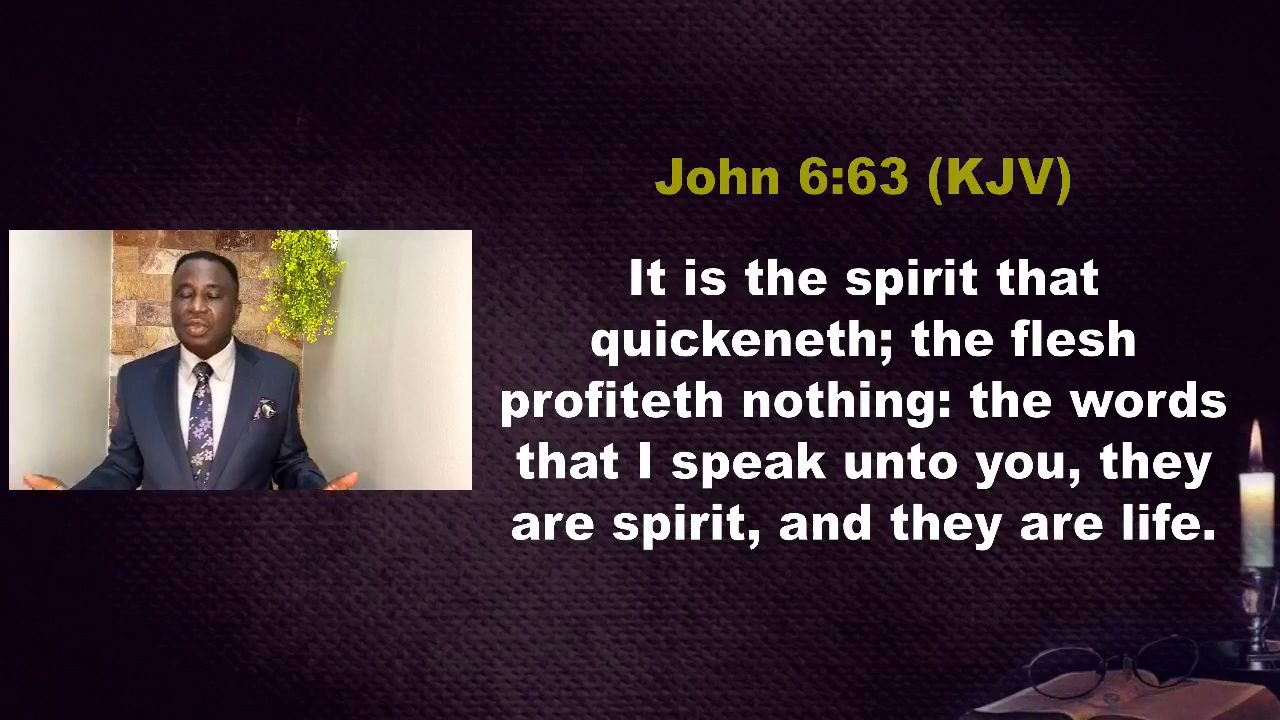 John 6:63 (KJV)
It is the spirit that
quickeneth; the flesh
profiteth nothing: the words
that I speak unto you, they
are spirit, and they are life.